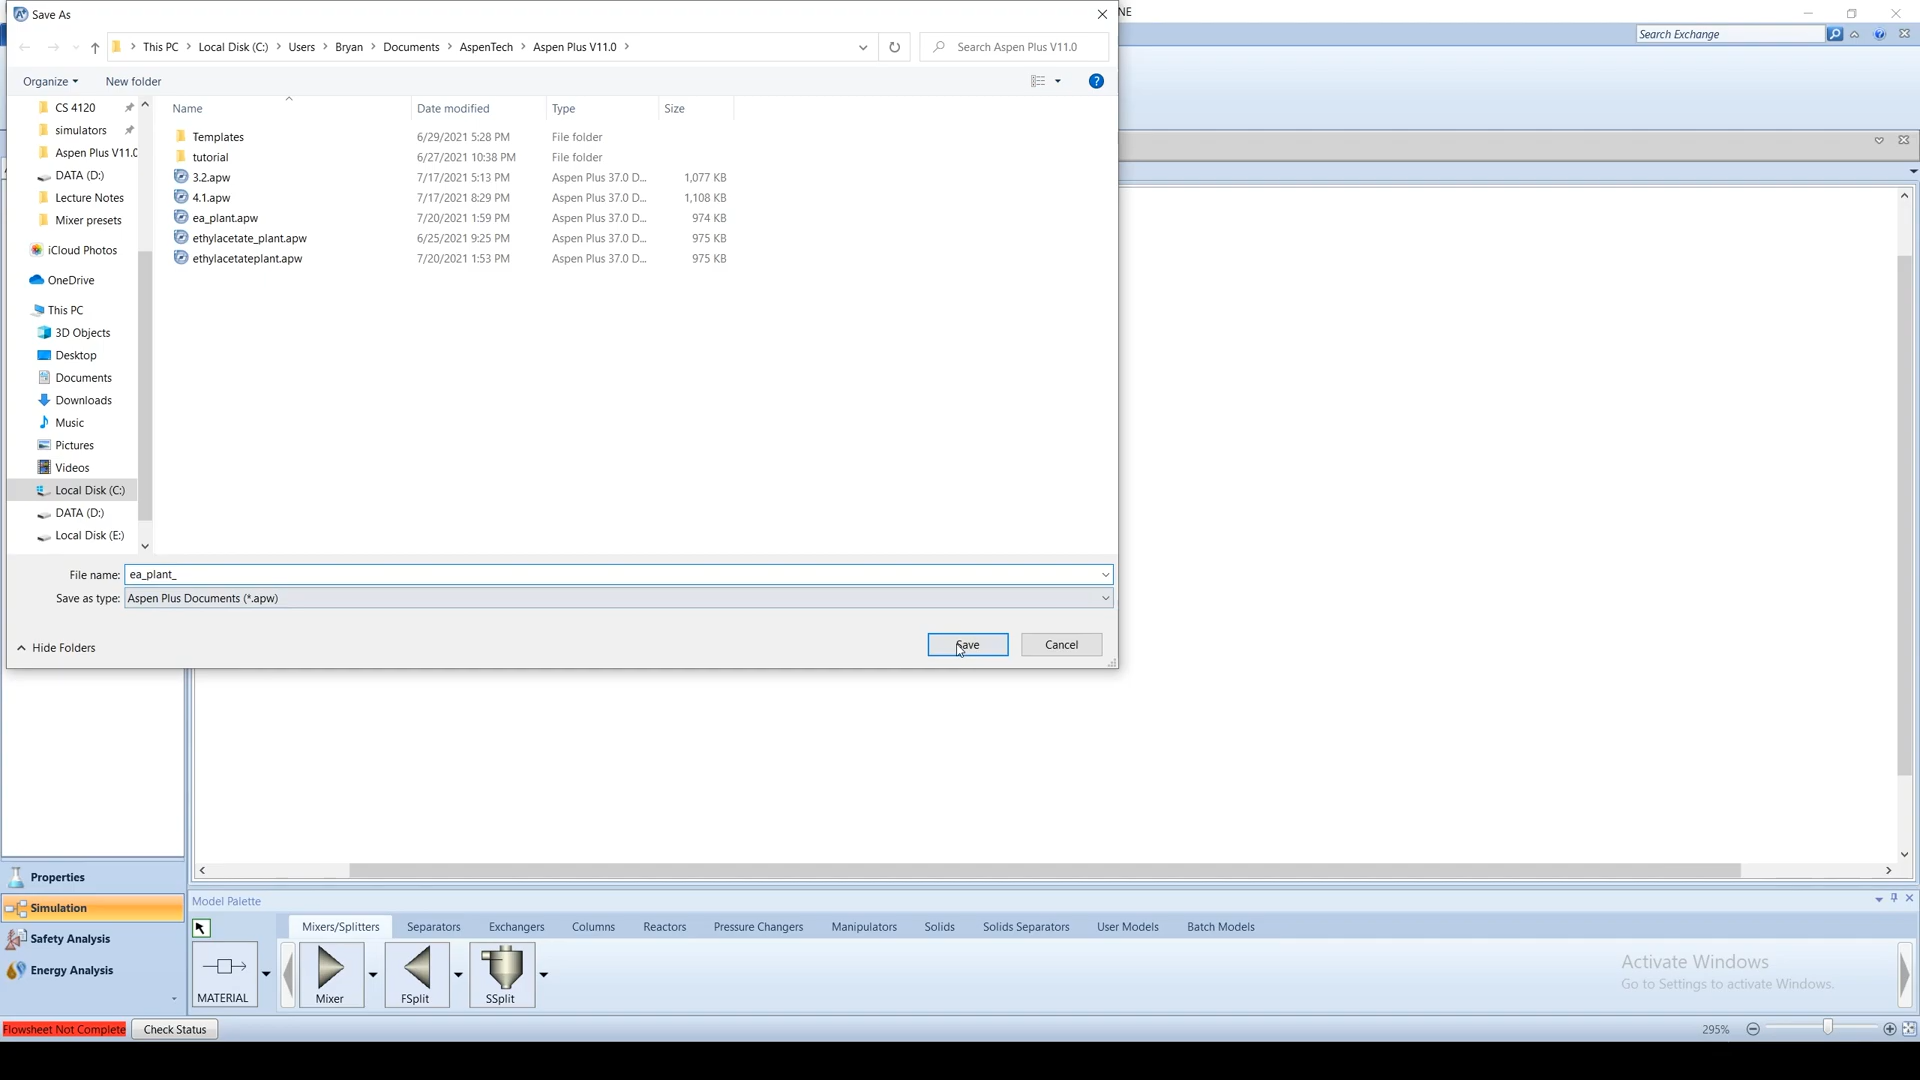 Save As
NE
Search Exchange
This PC > Local Disk (C:) > Users > Bryan > Documents > AspenTech > Aspen Plus V11.0 >
Search Aspen Plus V11.0
Organize
New folder
Name Date modified Type Size
CS 4120
simulators
Aspen Plus V11.0
DATA (D:)
Lecture Notes
Mixer presets
iCloud Photos
OneDrive
This PC
3D Objects
Desktop
Documents
Downloads
Music
Pictures
Videos
Local Disk (C:)
DATA (D:)
Local Disk (E:)
Templates 6/29/2021 5:28 PM File folder
tutorial 6/27/2021 10:38 PM File folder
3.2.apw 7/17/2021 5:13 PM Aspen Plus 37.0 D... 1,077 KB
4.1.apw 7/17/2021 8:29 PM Aspen Plus 37.0 D... 1,108 KB
ea_plant.apw 7/20/2021 1:59 PM Aspen Plus 37.0 D... 974 KB
ethylacetate_plant.apw 6/25/2021 9:25 PM Aspen Plus 37.0 D... 975 KB
ethylacetateplant.apw 7/20/2021 1:53 PM Aspen Plus 37.0 D... 975 KB
File name: ea_plant_
Save as type: Aspen Plus Documents (*.apw)
Hide Folders
Save
Cancel
Properties
Simulation
Safety Analysis
Energy Analysis
Model Palette
Mixers/Splitters Separators Exchangers Columns Reactors Pressure Changers Manipulators Solids Solids Separators User Models Batch Models
MATERIAL
Mixer
FSplit
SSplit
Activate Windows
Go to Settings to activate Windows.
Flowsheet Not Complete
Check Status
295%